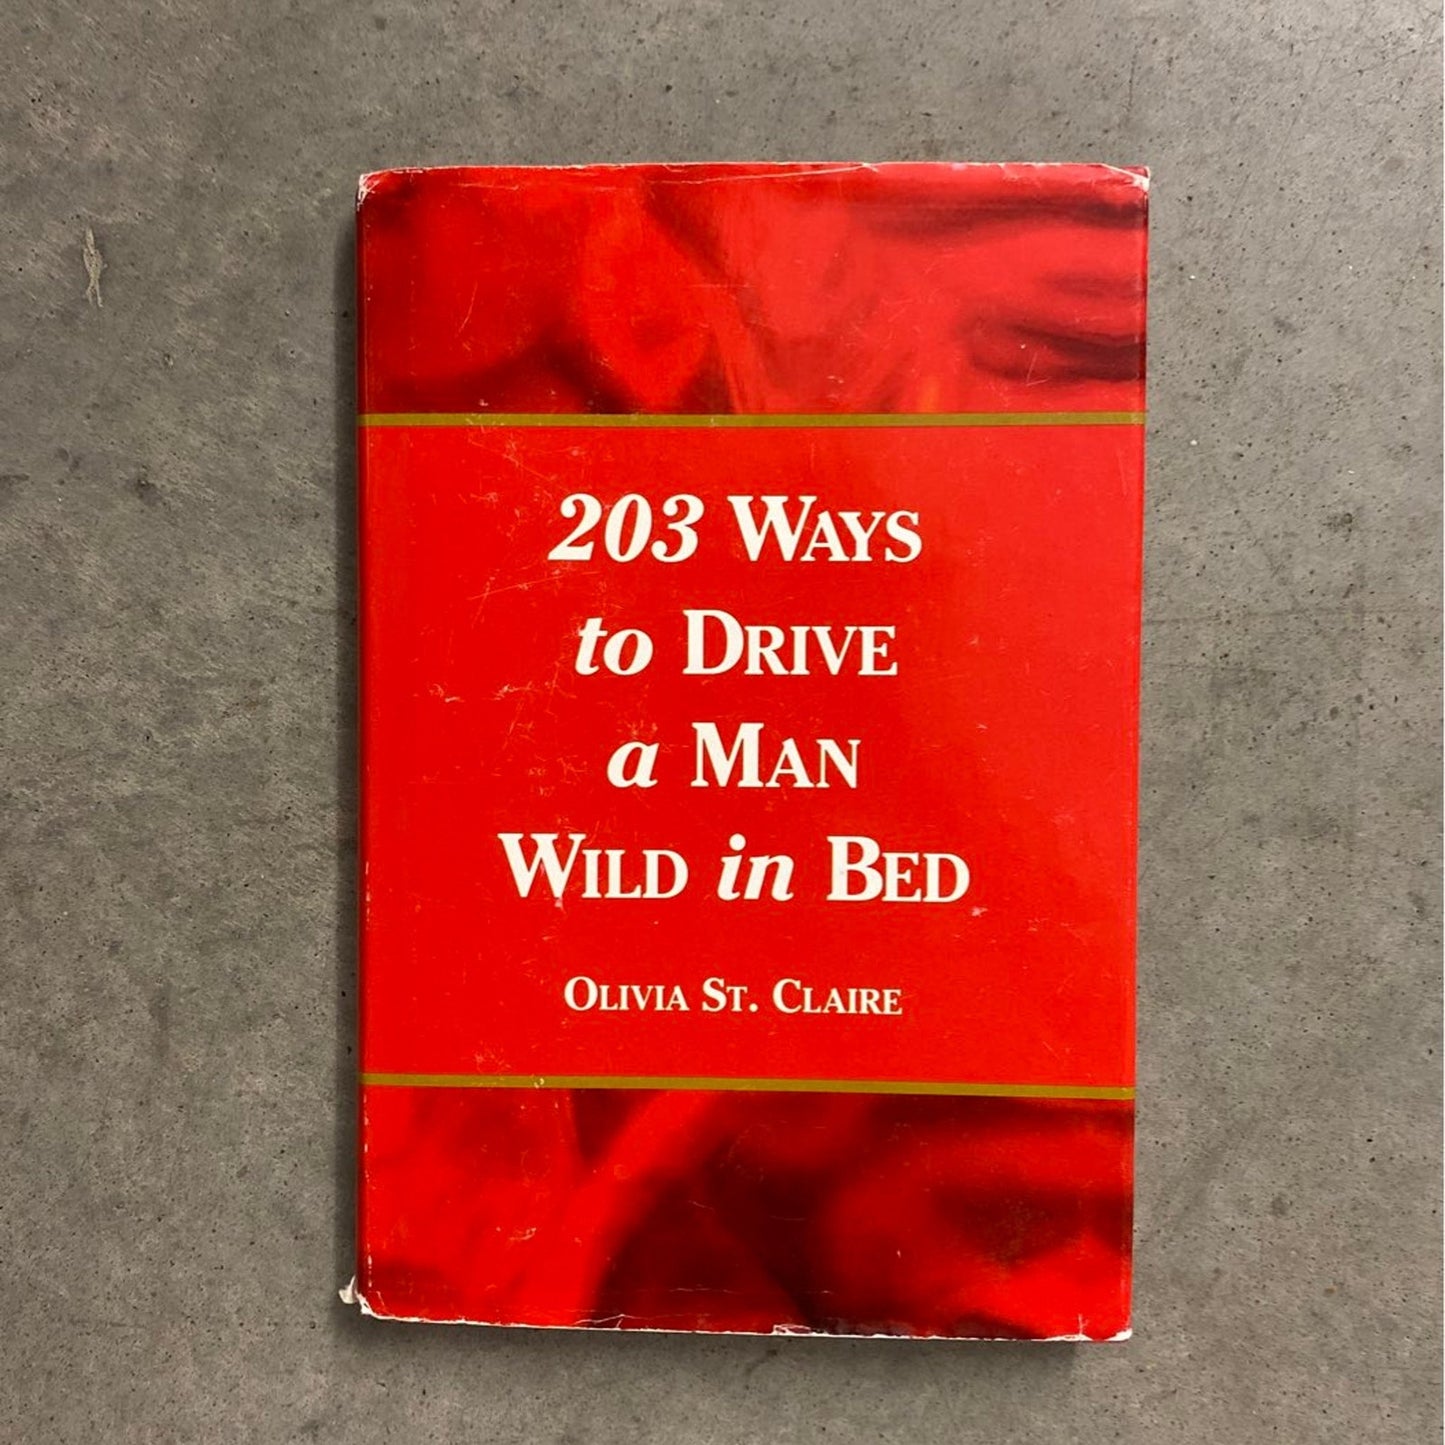 203 WAYS
to DRIVE
a MAN
WILD in BED
OLIVIA ST. CLAIRE